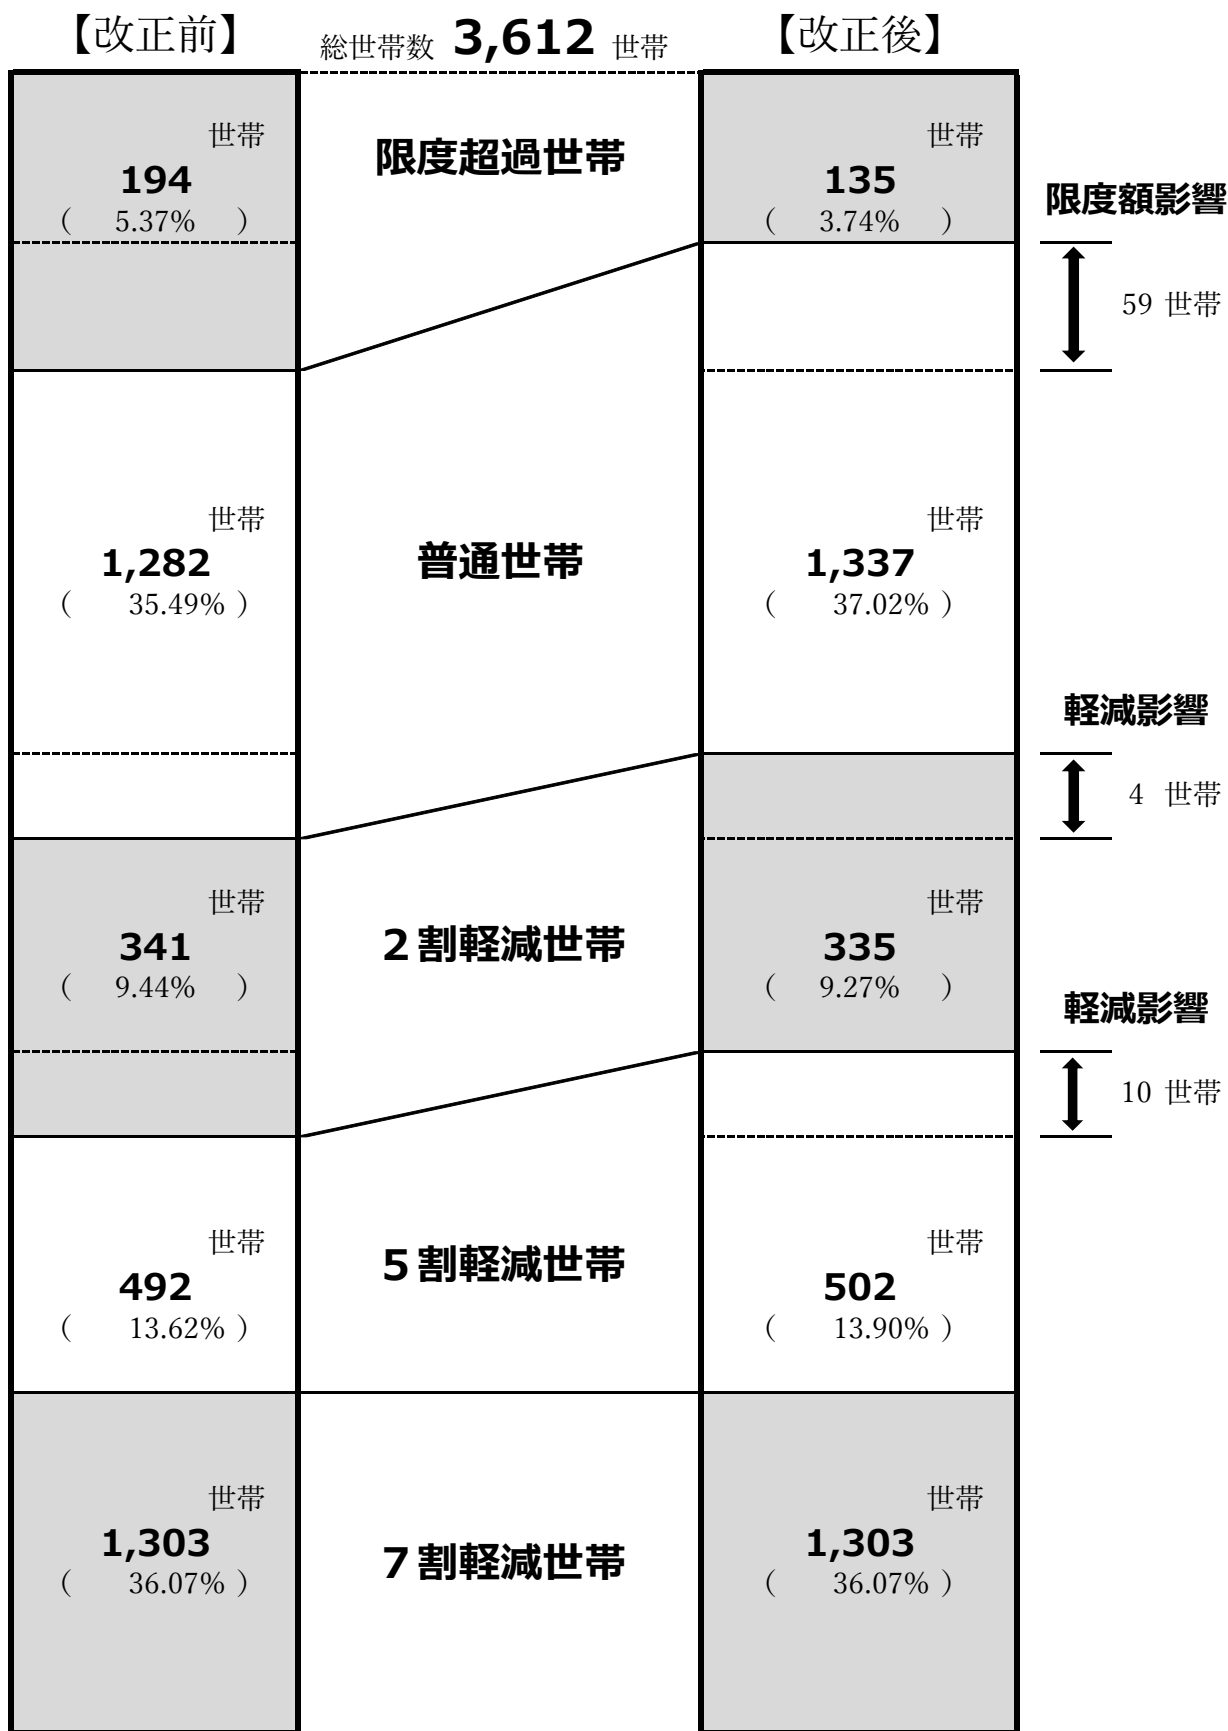 【改正前】 総世帯数 3,612 世帯 【改正後】
世帯 限度超過世帯 世帯
194 135
( 5.37% ) ( 3.74% )
限度額影響
59 世帯
世帯 普通世帯 世帯
1,282 1,337
( 35.49% ) ( 37.02% )
軽減影響
4 世帯
世帯 2割軽減世帯 世帯
341 335
( 9.44% ) ( 9.27% )
軽減影響
10 世帯
世帯 5割軽減世帯 世帯
492 502
( 13.62% ) ( 13.90% )
世帯 7割軽減世帯 世帯
1,303 1,303
( 36.07% ) ( 36.07% )